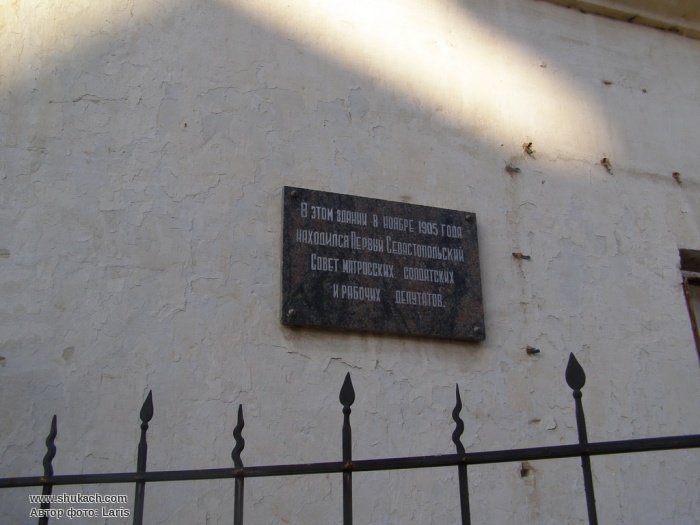 В этом здании в ноябре 1905 года
находился Первый Севастопольский
Совет матросских, солдатских
и рабочих депутатов.
www.shukach.com
Автор фото: Laris